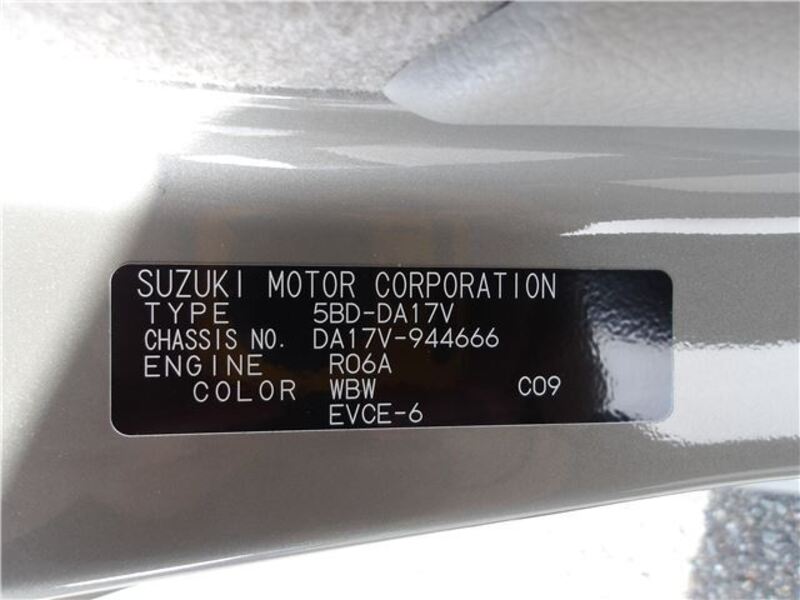 SUZUKI MOTOR CORPORATION
TYPE 5BD-DA17V
CHASSIS NO. DA17V-944666
ENGINE R06A
COLOR WBW C09
EVCE-6